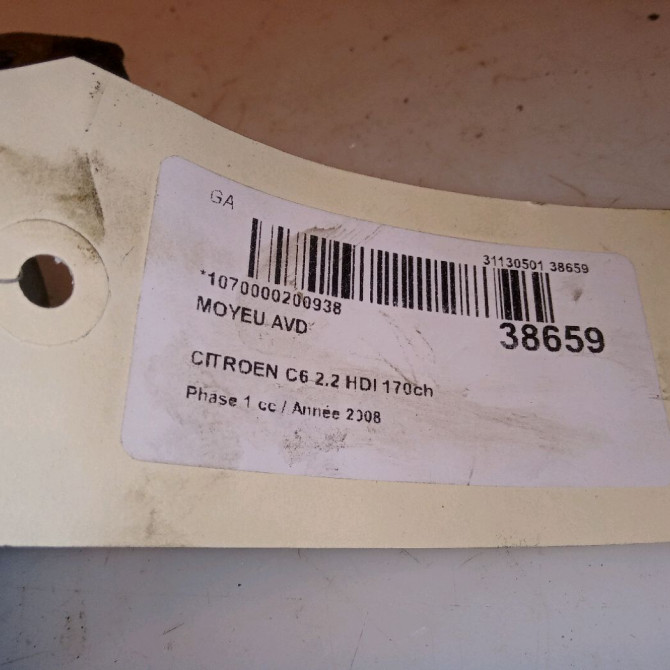 GA
31130501 38659
*1070000200938
38659
MOYEU AVD
CITROEN C6 2.2 HDI 170ch
Phase 1 cc / Année 2008